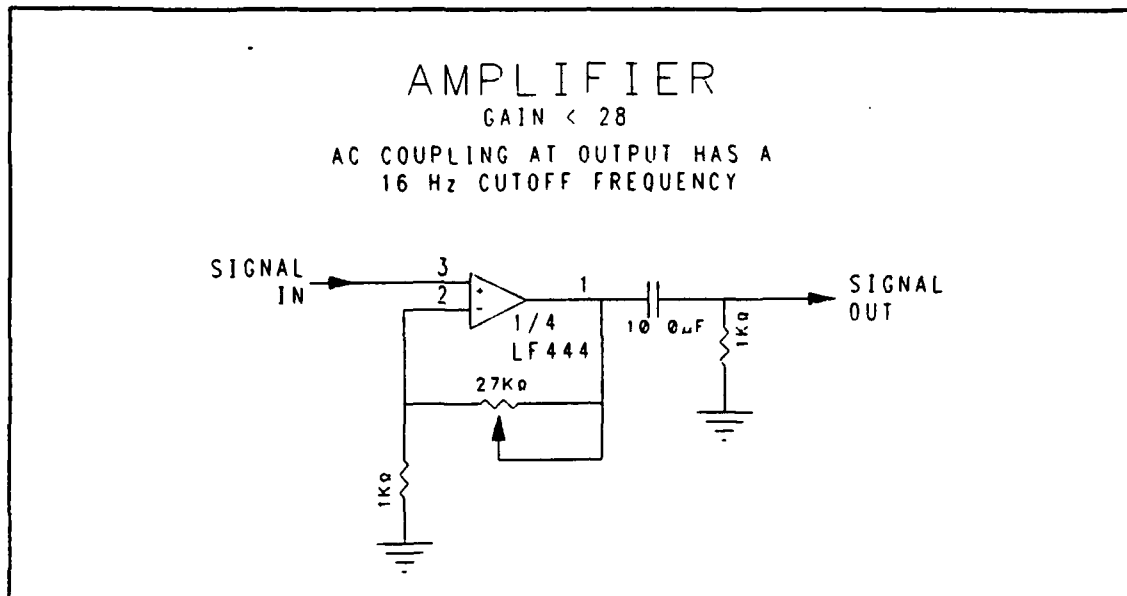 AMPLIFIER
GAIN < 28
AC COUPLING AT OUTPUT HAS A
16 Hz CUTOFF FREQUENCY
SIGNAL
IN
3
2
+
-
1
1/4
LF444
10 0µF
SIGNAL
OUT
1KΩ
27KΩ
1KΩ